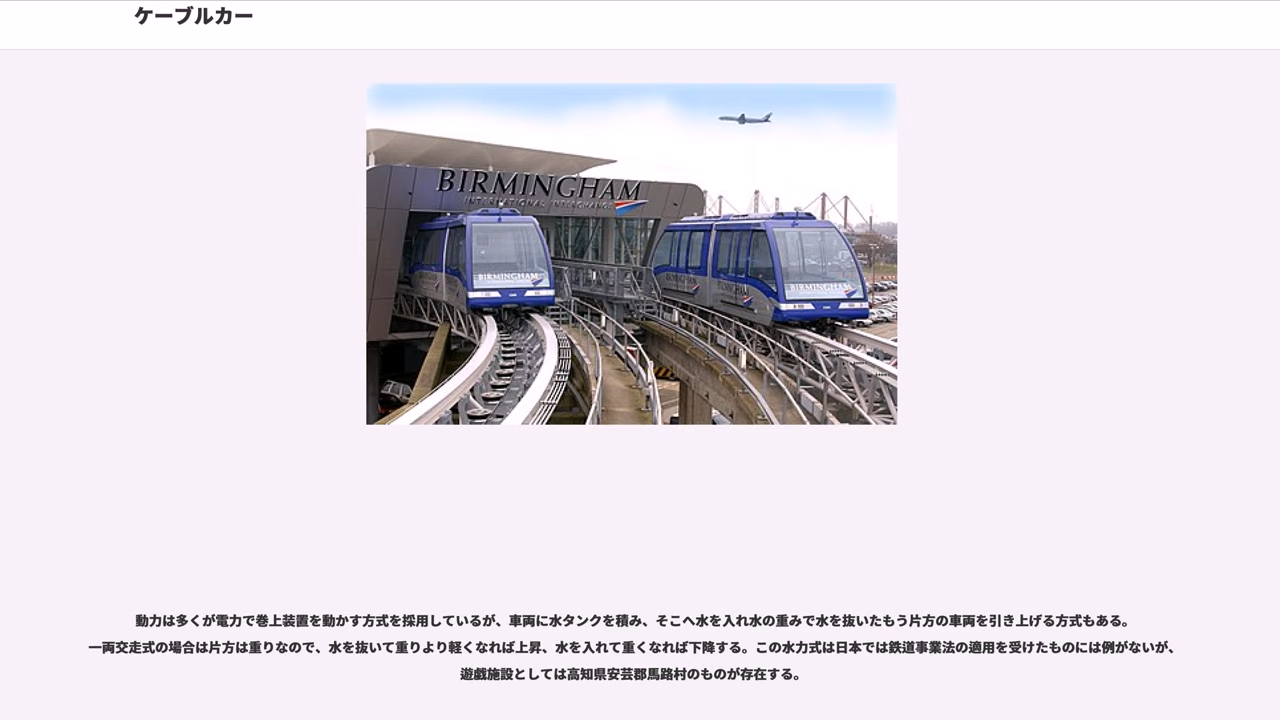 ケーブルカー
BIRMINGHAM
INTERNATIONAL INTERCHANGE
BIRMINGHAM
BIRMINGHAM
BIRMINGHAM
BIRMINGHAM
動力は多くが電力で巻上装置を動かす方式を採用しているが、車両に水タンクを積み、そこへ水を入れ水の重みで水を抜いたもう片方の車両を引き上げる方式もある。
一両交走式の場合は片方は重りなので、水を抜いて重りより軽くなれば上昇、水を入れて重くなれば下降する。この水力式は日本では鉄道事業法の適用を受けたものには例がないが、
遊戯施設としては高知県安芸郡馬路村のものが存在する。